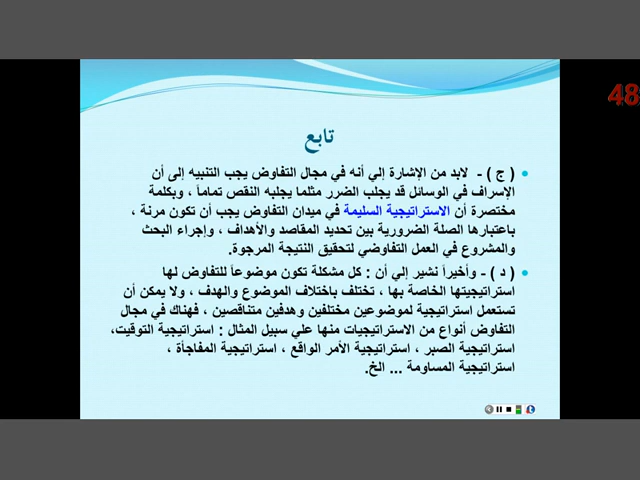 48
تابع
( ج ) - لابد من الإشارة إلي أنه في مجال التفاوض يجب التنبيه إلى أن
الإسراف في الوسائل قد يجلب الضرر مثلما يجلبه النقص تماماً ، وبكلمة
مختصرة أن الاستراتيجية السليمة في ميدان التفاوض يجب أن تكون مرنة ،
باعتبارها الصلة الضرورية بين تحديد المقاصد والأهداف ، وإجراء البحث
والمشروع في العمل التفاوضي لتحقيق النتيجة المرجوة.
( د ) - وأخيراً نشير إلي أن : كل مشكلة تكون موضوعاً للتفاوض لها
استراتيجيتها الخاصة بها ، تختلف باختلاف الموضوع والهدف ، ولا يمكن أن
تستعمل استراتيجية لموضوعين مختلفين وهدفين متناقصين ، فهناك في مجال
التفاوض أنواع من الاستراتيجيات منها علي سبيل المثال : استراتيجية التوقيت،
استراتيجية الصبر ، استراتيجية الأمر الواقع ، استراتيجية المفاجأة ،
استراتيجية المساومة ... الخ.